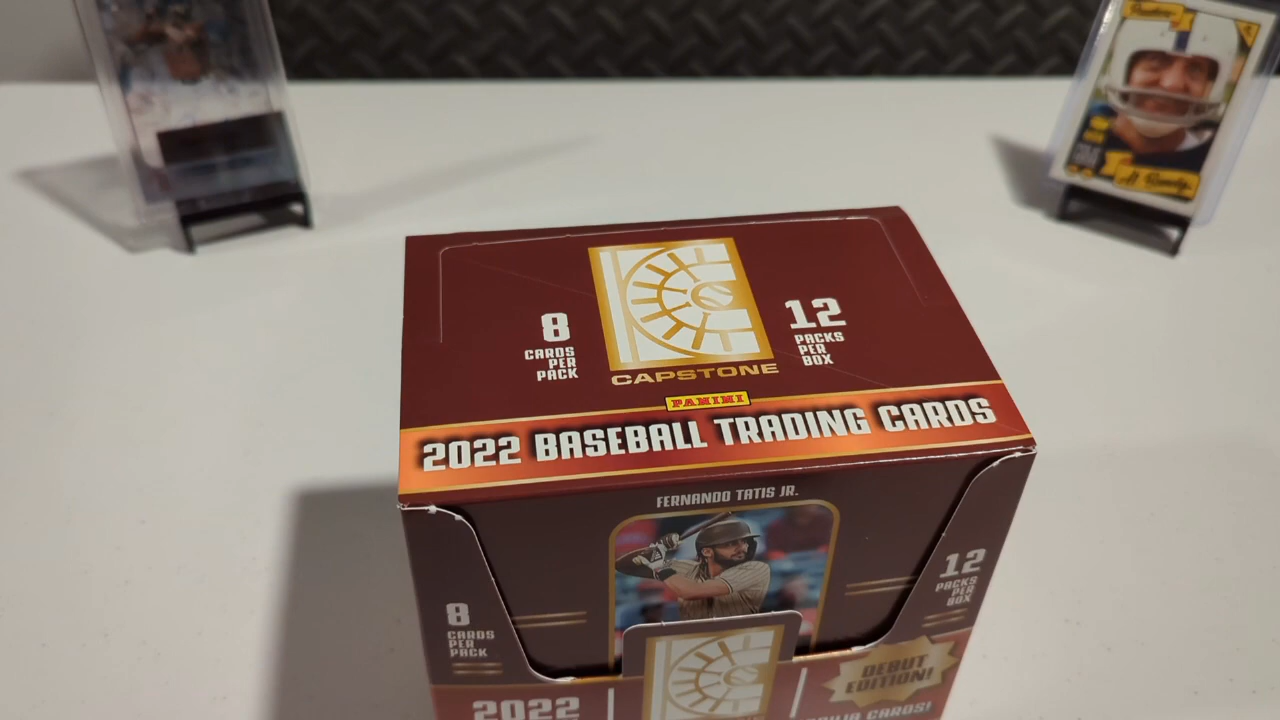 8
CARDS
PER
PACK
CAPSTONE
12
PACKS
PER
BOX
PANINI
2022 BASEBALL TRADING CARDS
FERNANDO TATIS JR.
8
CARDS
PER
PACK
12
PACKS
PER
BOX
DEBUT
EDITION!
2022
CARDS!